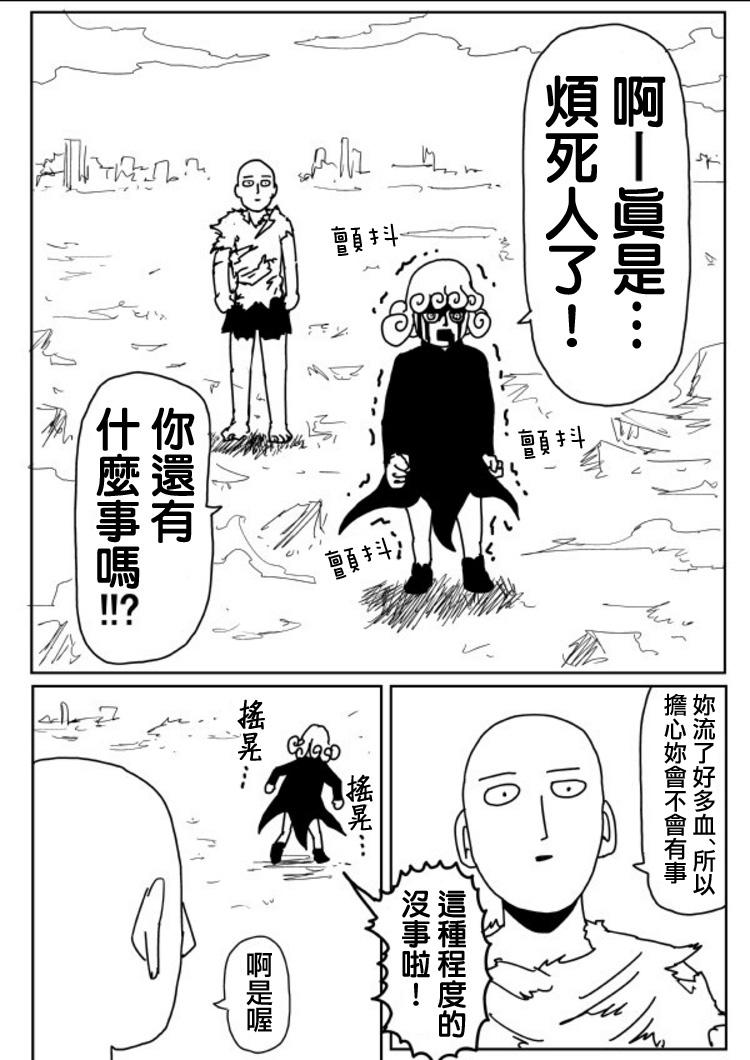 啊—真是…
煩死人了！
顫抖
顫抖
顫抖
你還有
什麼事嗎
!!?
妳流了好多血、所以
擔心妳會不會有事
這種程度的
沒事啦！
搖晃…
搖晃…
啊是喔